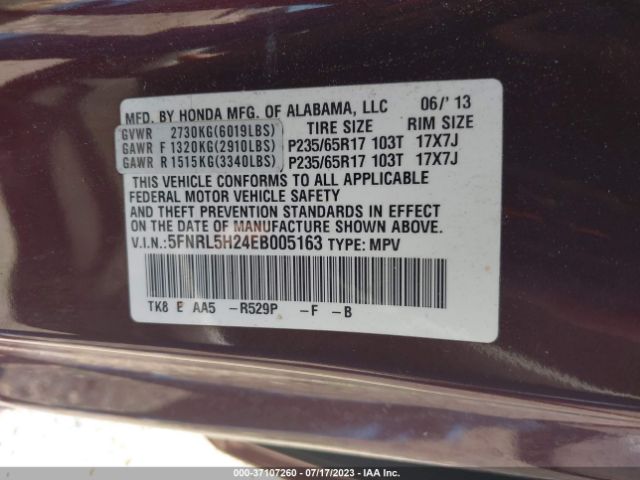 MFD. BY HONDA MFG. OF ALABAMA, LLC 06/'13
GVWR 2730KG(6019LBS) TIRE SIZE RIM SIZE
GAWR F 1320KG(2910LBS) P235/65R17 103T 17X7J
GAWR R 1515KG(3340LBS) P235/65R17 103T 17X7J
THIS VEHICLE CONFORMS TO ALL APPLICABLE
FEDERAL MOTOR VEHICLE SAFETY
AND THEFT PREVENTION STANDARDS IN EFFECT
ON THE DATE OF MANUFACTURE SHOWN ABOVE.
V.I.N.:5FNRL5H24EB005163 TYPE: MPV
TK8 E AA5 -R529P -F -B
000-37107260 - 07/17/2023 - IAA Inc.